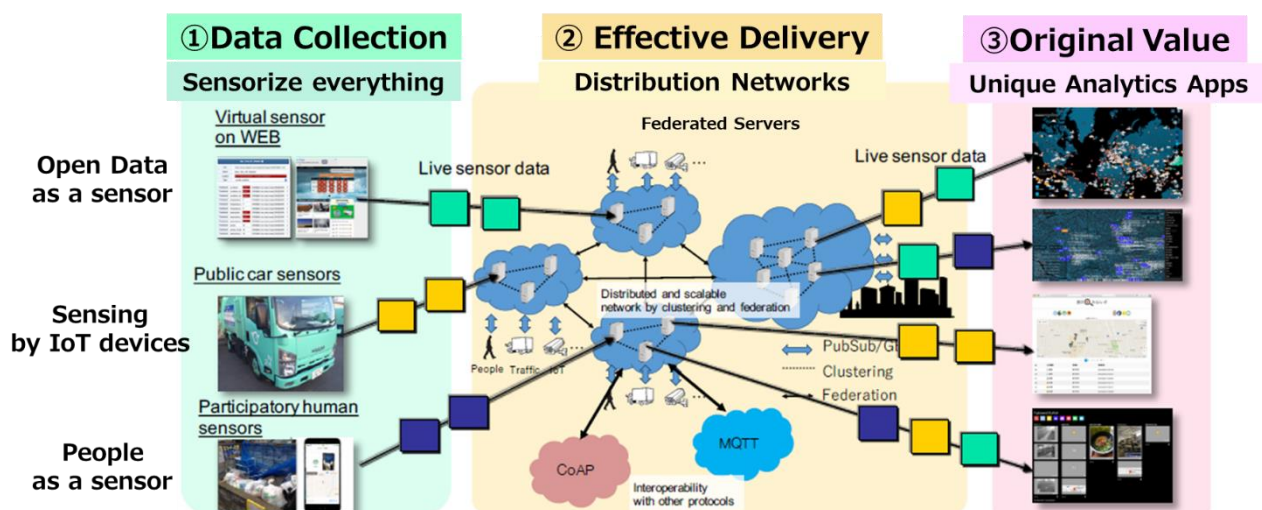 ①Data Collection
Sensorize everything
② Effective Delivery
Distribution Networks
③Original Value
Unique Analytics Apps
Open Data
as a sensor
Sensing
by IoT devices
People
as a sensor
Virtual sensor
on WEB
Public car sensors
Participatory human
sensors
Live sensor data
Federated Servers
...
Live sensor data
Distributed and scalable
network by clustering and federation
People
Traffic
...
...
PubSub/
Clustering
Federation
CoAP
MQTT
Interoperability
with other protocols